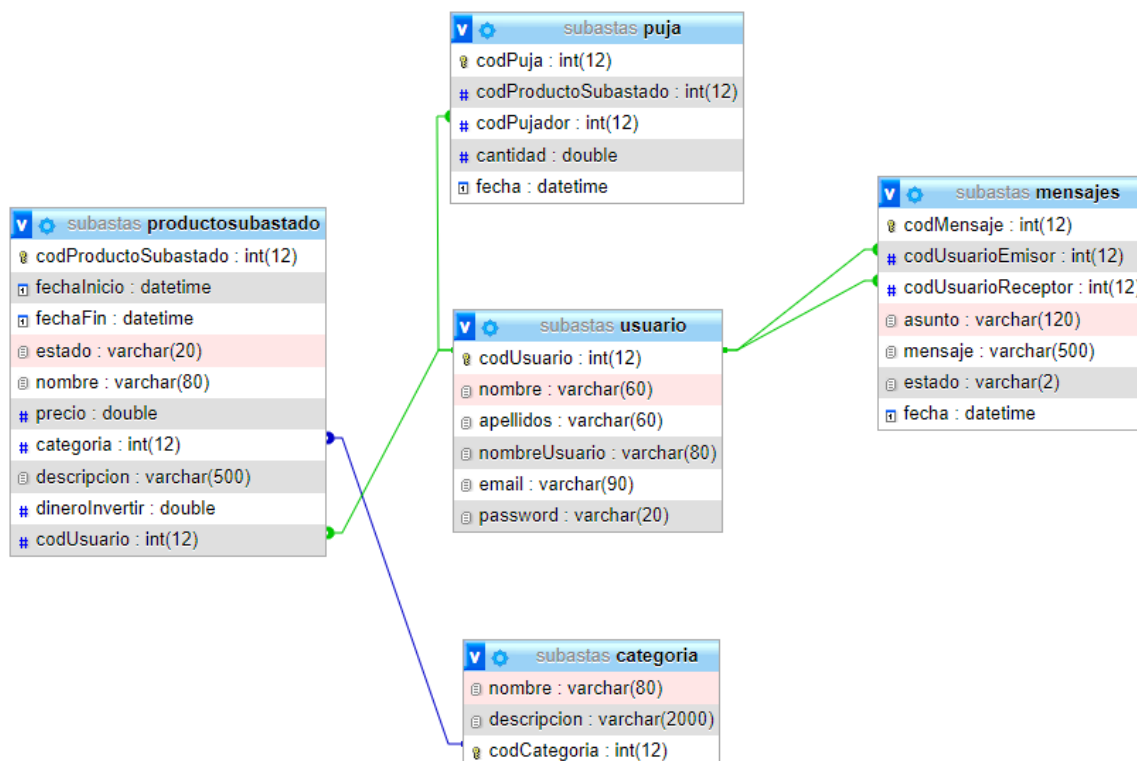 subastas puja
codPuja : int(12)
codProductoSubastado : int(12)
codPujador : int(12)
cantidad : double
fecha : datetime
subastas mensajes
codMensaje : int(12)
codUsuarioEmisor : int(12)
codUsuarioReceptor : int(12)
asunto : varchar(120)
mensaje : varchar(500)
estado : varchar(2)
fecha : datetime
subastas productosubastado
codProductoSubastado : int(12)
fechaInicio : datetime
fechaFin : datetime
estado : varchar(20)
nombre : varchar(80)
precio : double
categoria : int(12)
descripcion : varchar(500)
dineroInvertir : double
codUsuario : int(12)
subastas usuario
codUsuario : int(12)
nombre : varchar(60)
apellidos : varchar(60)
nombreUsuario : varchar(80)
email : varchar(90)
password : varchar(20)
subastas categoria
nombre : varchar(80)
descripcion : varchar(2000)
codCategoria : int(12)